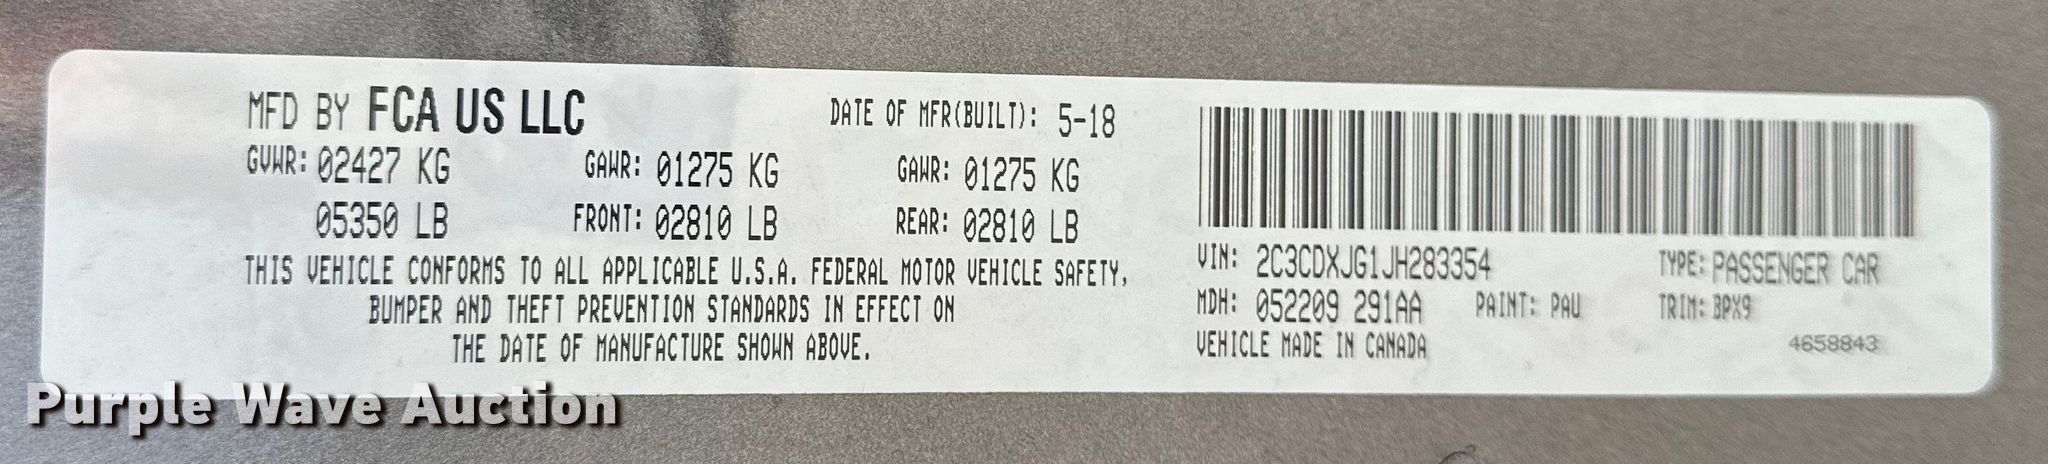 MFD BY FCA US LLC DATE OF MFR(BUILT): 5-18
GVWR: 02427 KG GAWR: 01275 KG GAWR: 01275 KG
05350 LB FRONT: 02810 LB REAR: 02810 LB
THIS VEHICLE CONFORMS TO ALL APPLICABLE U.S.A. FEDERAL MOTOR VEHICLE SAFETY,
BUMPER AND THEFT PREVENTION STANDARDS IN EFFECT ON
THE DATE OF MANUFACTURE SHOWN ABOVE.
VIN: 2C3CDXJG1JH283354 TYPE: PASSENGER CAR
MDH: 052209 291AA PAINT: PAU TRIM: BPX9
VEHICLE MADE IN CANADA 4658843
Purple Wave Auction